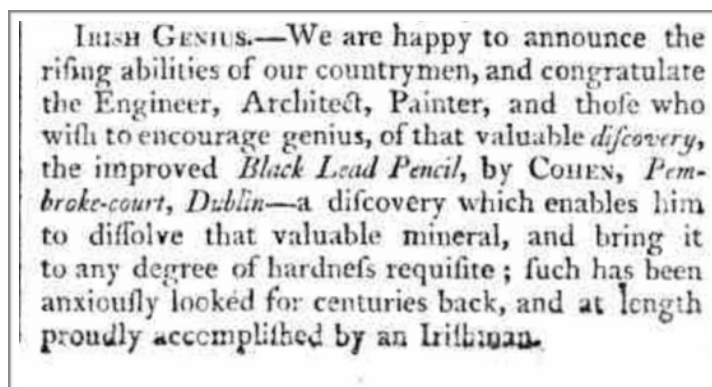 IRISH GENIUS.—We are happy to announce the
riſing abilities of our countrymen, and congratulate
the Engineer, Architect, Painter, and thoſe who
wiſh to encourage genius, of that valuable diſcovery,
the improved Black Lead Pencil, by COHEN, Pem-
broke-court, Dublin—a diſcovery which enables him
to diſſolve that valuable mineral, and bring it
to any degree of hardneſs requiſite ; ſuch has been
anxiouſly looked for centuries back, and at length
proudly accompliſhed by an Iriſhman.